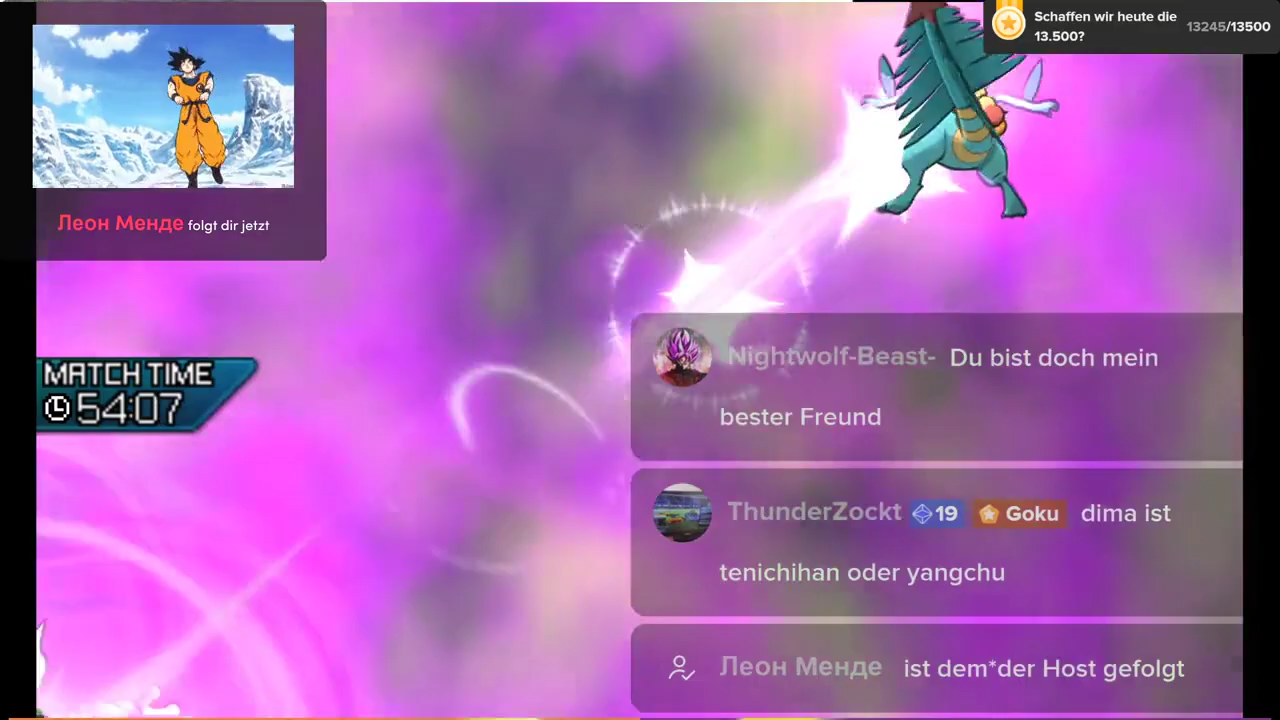 Schaffen wir heute die
13.500?
13245/13500
Леон Менде folgt dir jetzt
MATCH TIME
54:07
Nightwolf-Beast- Du bist doch mein
bester Freund
ThunderZockt 19 Goku dima ist
tenichihan oder yangchu
Леон Менде ist dem*der Host gefolgt